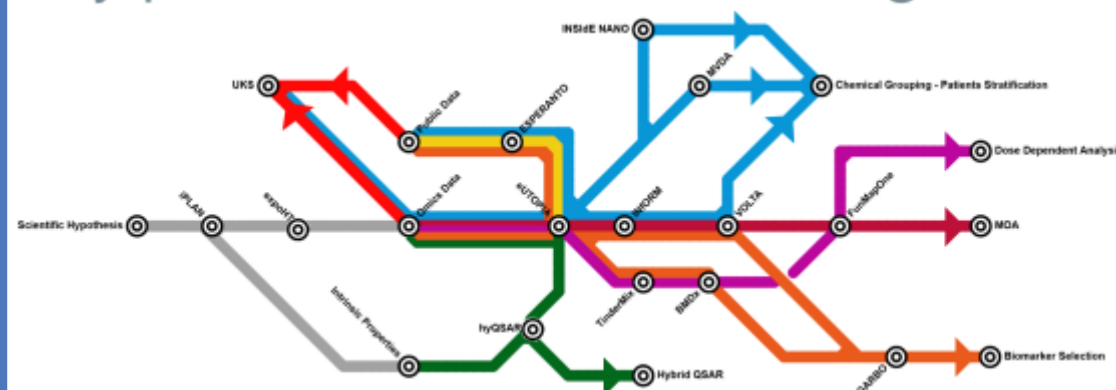 INSIdE NANO
MVDA
UKS
Chemical Grouping - Patients Stratification
Public Data
ESPERANTO
Dose Dependent Analysi
iPLAN
expoHT
Omics Data
eUTOPIA
INfORM
VOLTA
FunMapOne
Scientific Hypothesis
MOA
Intrinsic Properties
TinderMix
BMDx
hyQSAR
Biomarker Selection
Hybrid QSAR